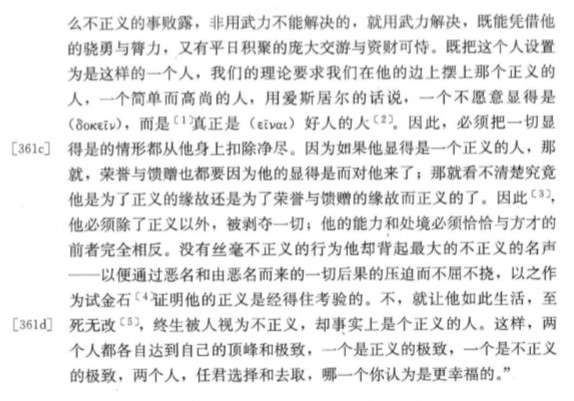 么不正义的事败露，非用武力不能解决的，就用武力解决，既能凭借他
的骁勇与膂力，又有平日积聚的庞大交游与资财可恃。既把这个人设置
为是这样的一个人，我们的理论要求我们在他的边上摆上那个正义的
人，一个简单而高尚的人，用爱斯居尔的话说，一个不愿意显得是
（δοκεῖν），而是〔1〕真正是（εἶναι）好人的人〔2〕。因此，必须把一切显
[361c] 得是的情形都从他身上扣除净尽。因为如果他显得是一个正义的人，那
就，荣誉与馈赠也都要因为他的显得是而对他来了；那就看不清楚究竟
他是为了正义的缘故还是为了荣誉与馈赠的缘故而正义的了。因此〔3〕，
他必须除了正义以外，被剥夺一切；他的能力和处境必须恰恰与方才的
前者完全相反。没有丝毫不正义的行为他却背起最大的不正义的名声
——以便通过恶名和由恶名而来的一切后果的压迫而不屈不挠，以之作
为试金石〔4〕证明他的正义是经得住考验的。不，就让他如此生活，至
[361d] 死无改〔5〕，终生被人视为不正义，却事实上是个正义的人。这样，两
个人都各自达到自己的顶峰和极致，一个是正义的极致，一个是不正义
的极致，两个人，任君选择和去取，哪一个你认为是更幸福的。”